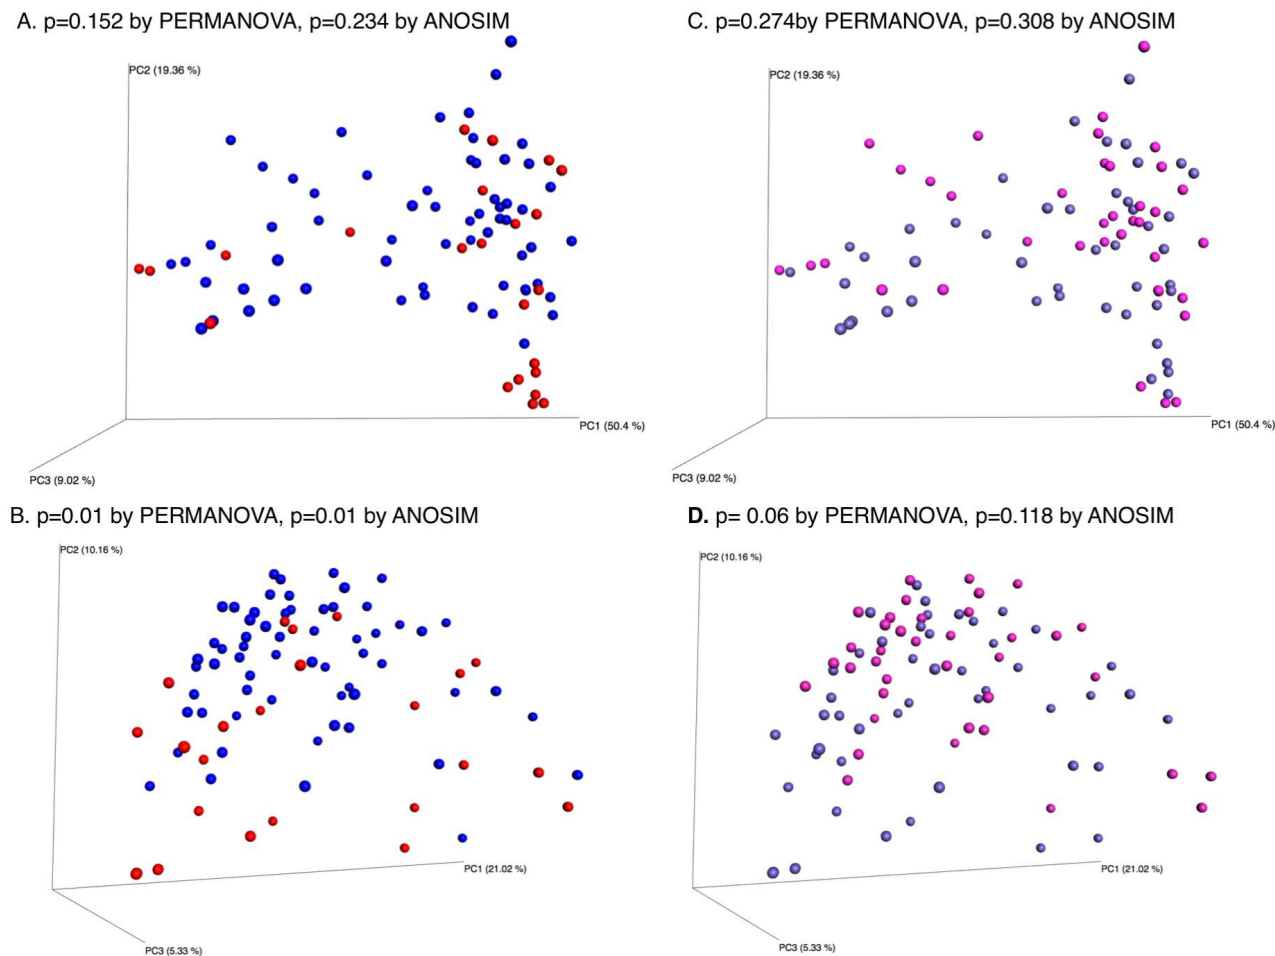 A. p=0.152 by PERMANOVA, p=0.234 by ANOSIM
PC2 (19.36 %)
PC1 (50.4 %)
PC3 (9.02 %)
C. p=0.274by PERMANOVA, p=0.308 by ANOSIM
PC2 (19.36 %)
PC1 (50.4 %)
PC3 (9.02 %)
B. p=0.01 by PERMANOVA, p=0.01 by ANOSIM
PC2 (10.16 %)
PC1 (21.02 %)
PC3 (5.33 %)
D. p= 0.06 by PERMANOVA, p=0.118 by ANOSIM
PC2 (10.16 %)
PC1 (21.02 %)
PC3 (5.33 %)